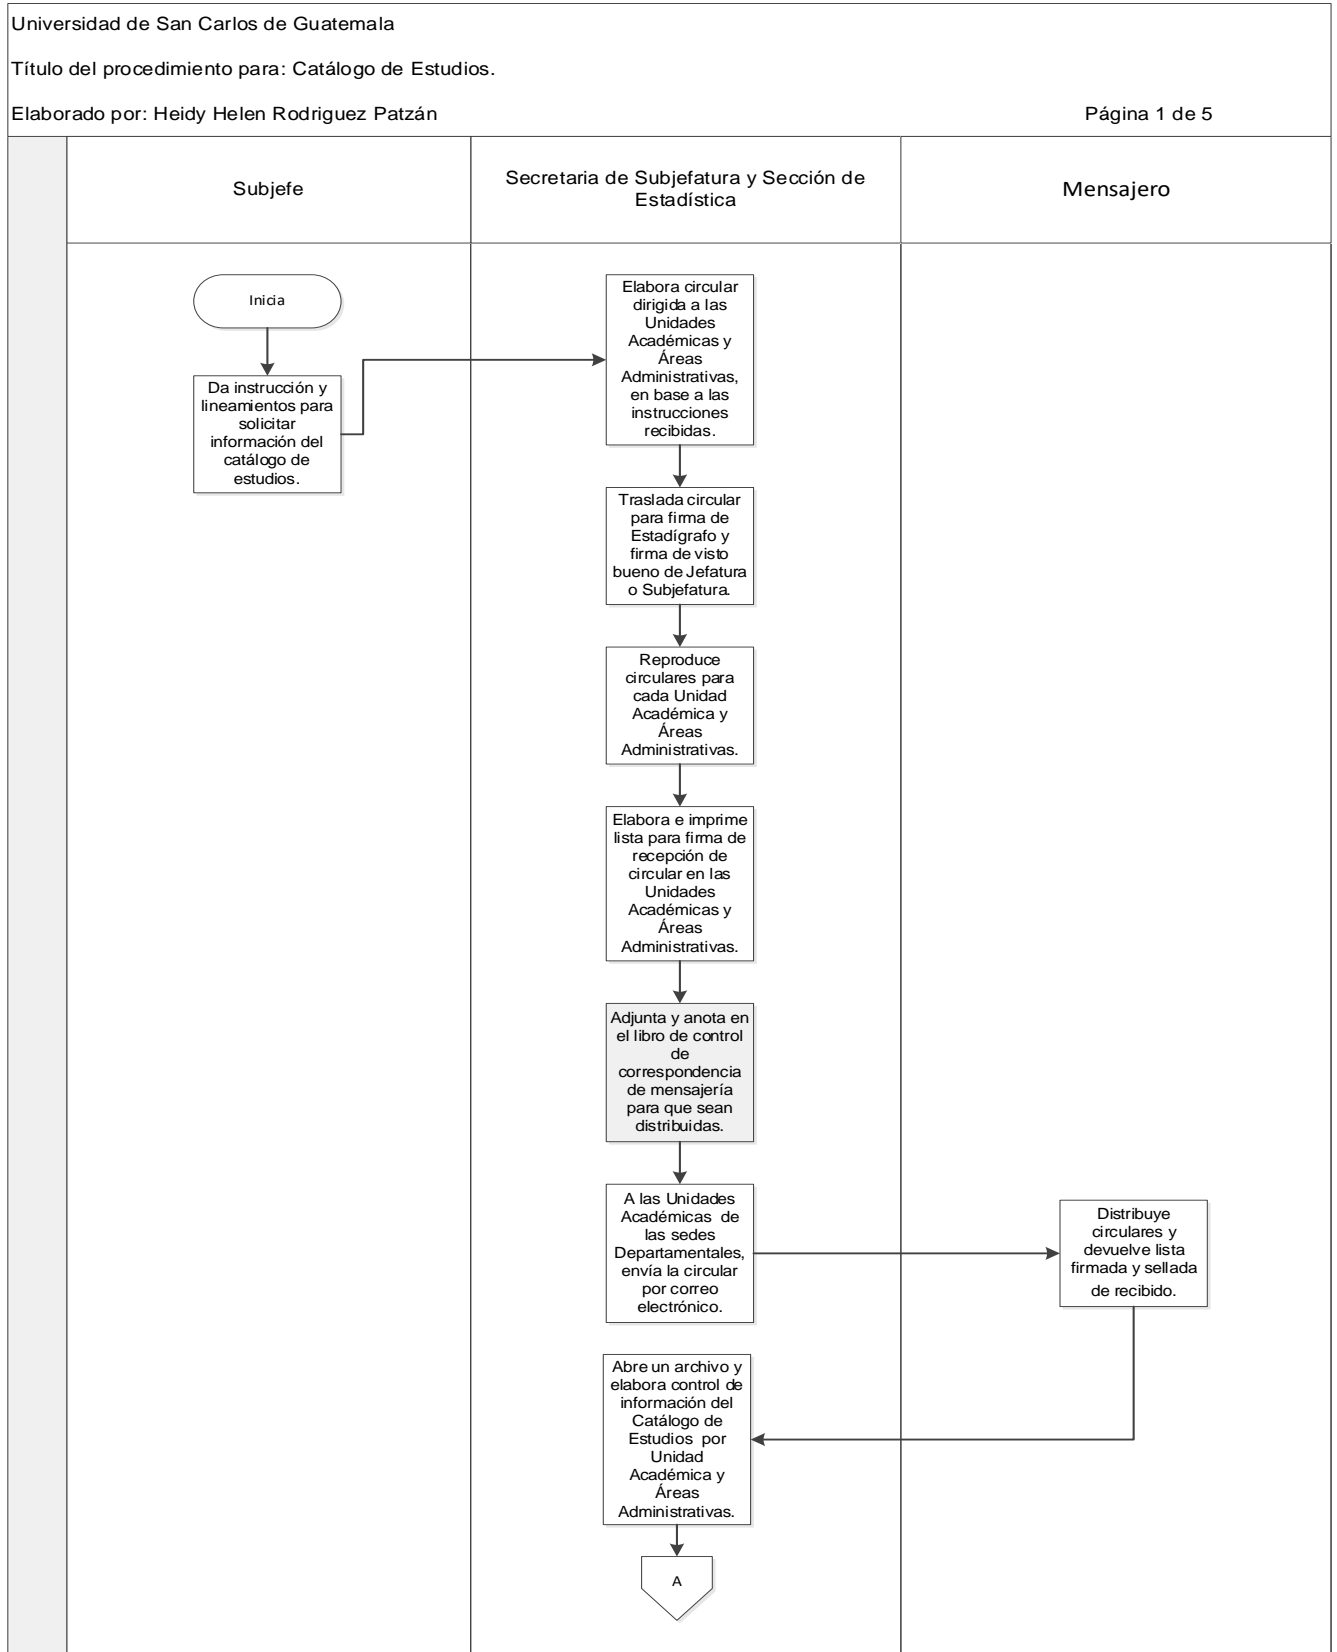 Universidad de San Carlos de Guatemala
Título del procedimiento para: Catálogo de Estudios.
Elaborado por: Heidy Helen Rodriguez Patzán
Página 1 de 5
Subjefe
Secretaria de Subjefatura y Sección de
Estadística
Mensajero
Inicia
Da instrucción y
lineamientos para
solicitar
información del
catálogo de
estudios.
Elabora circular
dirigida a las
Unidades
Académicas y
Áreas
Administrativas,
en base a las
instrucciones
recibidas.
Traslada circular
para firma de
Estadígrafo y
firma de visto
bueno de Jefatura
o Subjefatura.
Reproduce
circulares para
cada Unidad
Académica y
Áreas
Administrativas.
Elabora e imprime
lista para firma de
recepción de
circular en las
Unidades
Académicas y
Áreas
Administrativas.
Adjunta y anota en
el libro de control
de
correspondencia
de mensajería
para que sean
distribuidas.
A las Unidades
Académicas de
las sedes
Departamentales,
envía la circular
por correo
electrónico.
Distribuye
circulares y
devuelve lista
firmada y sellada
de recibido.
Abre un archivo y
elabora control de
información del
Catálogo de
Estudios por
Unidad
Académica y
Áreas
Administrativas.
A